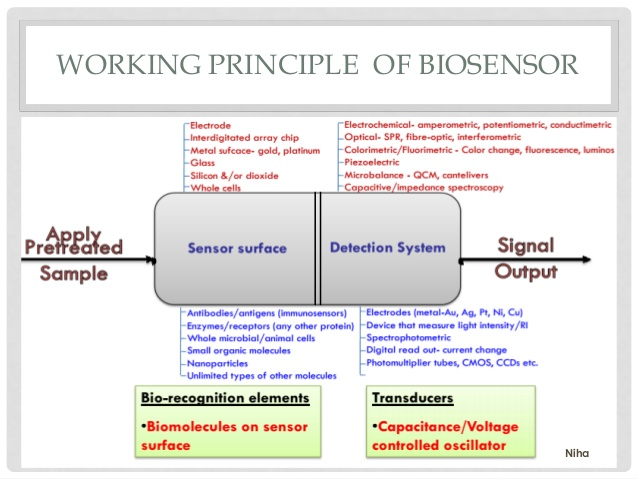 WORKING PRINCIPLE OF BIOSENSOR
Electrode
Interdigitated array chip
Metal sufcace- gold, platinum
Glass
Silicon &/or dioxide
Whole cells
Electrochemical- amperometric, potentiometric, conductimetric
Optical- SPR, fibre-optic, interferometric
Colorimetric/Fluorimetric - Color change, fluorescence, luminos
Piezoelectric
Microbalance - QCM, cantelivers
Capacitive/impedance spectroscopy
Apply
Pretreated
Sample
Sensor surface
Detection System
Signal
Output
Antibodies/antigens (immunosensors)
Enzymes/receptors (any other protein)
Whole microbial/animal cells
Small organic molecules
Nanoparticles
Unlimited types of other molecules
Electrodes (metal-Au, Ag, Pt, Ni, Cu)
Device that measure light intensity/RI
Spectrophotometric
Digital read out- current change
Photomultiplier tubes, CMOS, CCDs etc.
Bio-recognition elements
•Biomolecules on sensor
surface
Transducers
•Capacitance/Voltage
controlled oscillator
Niha